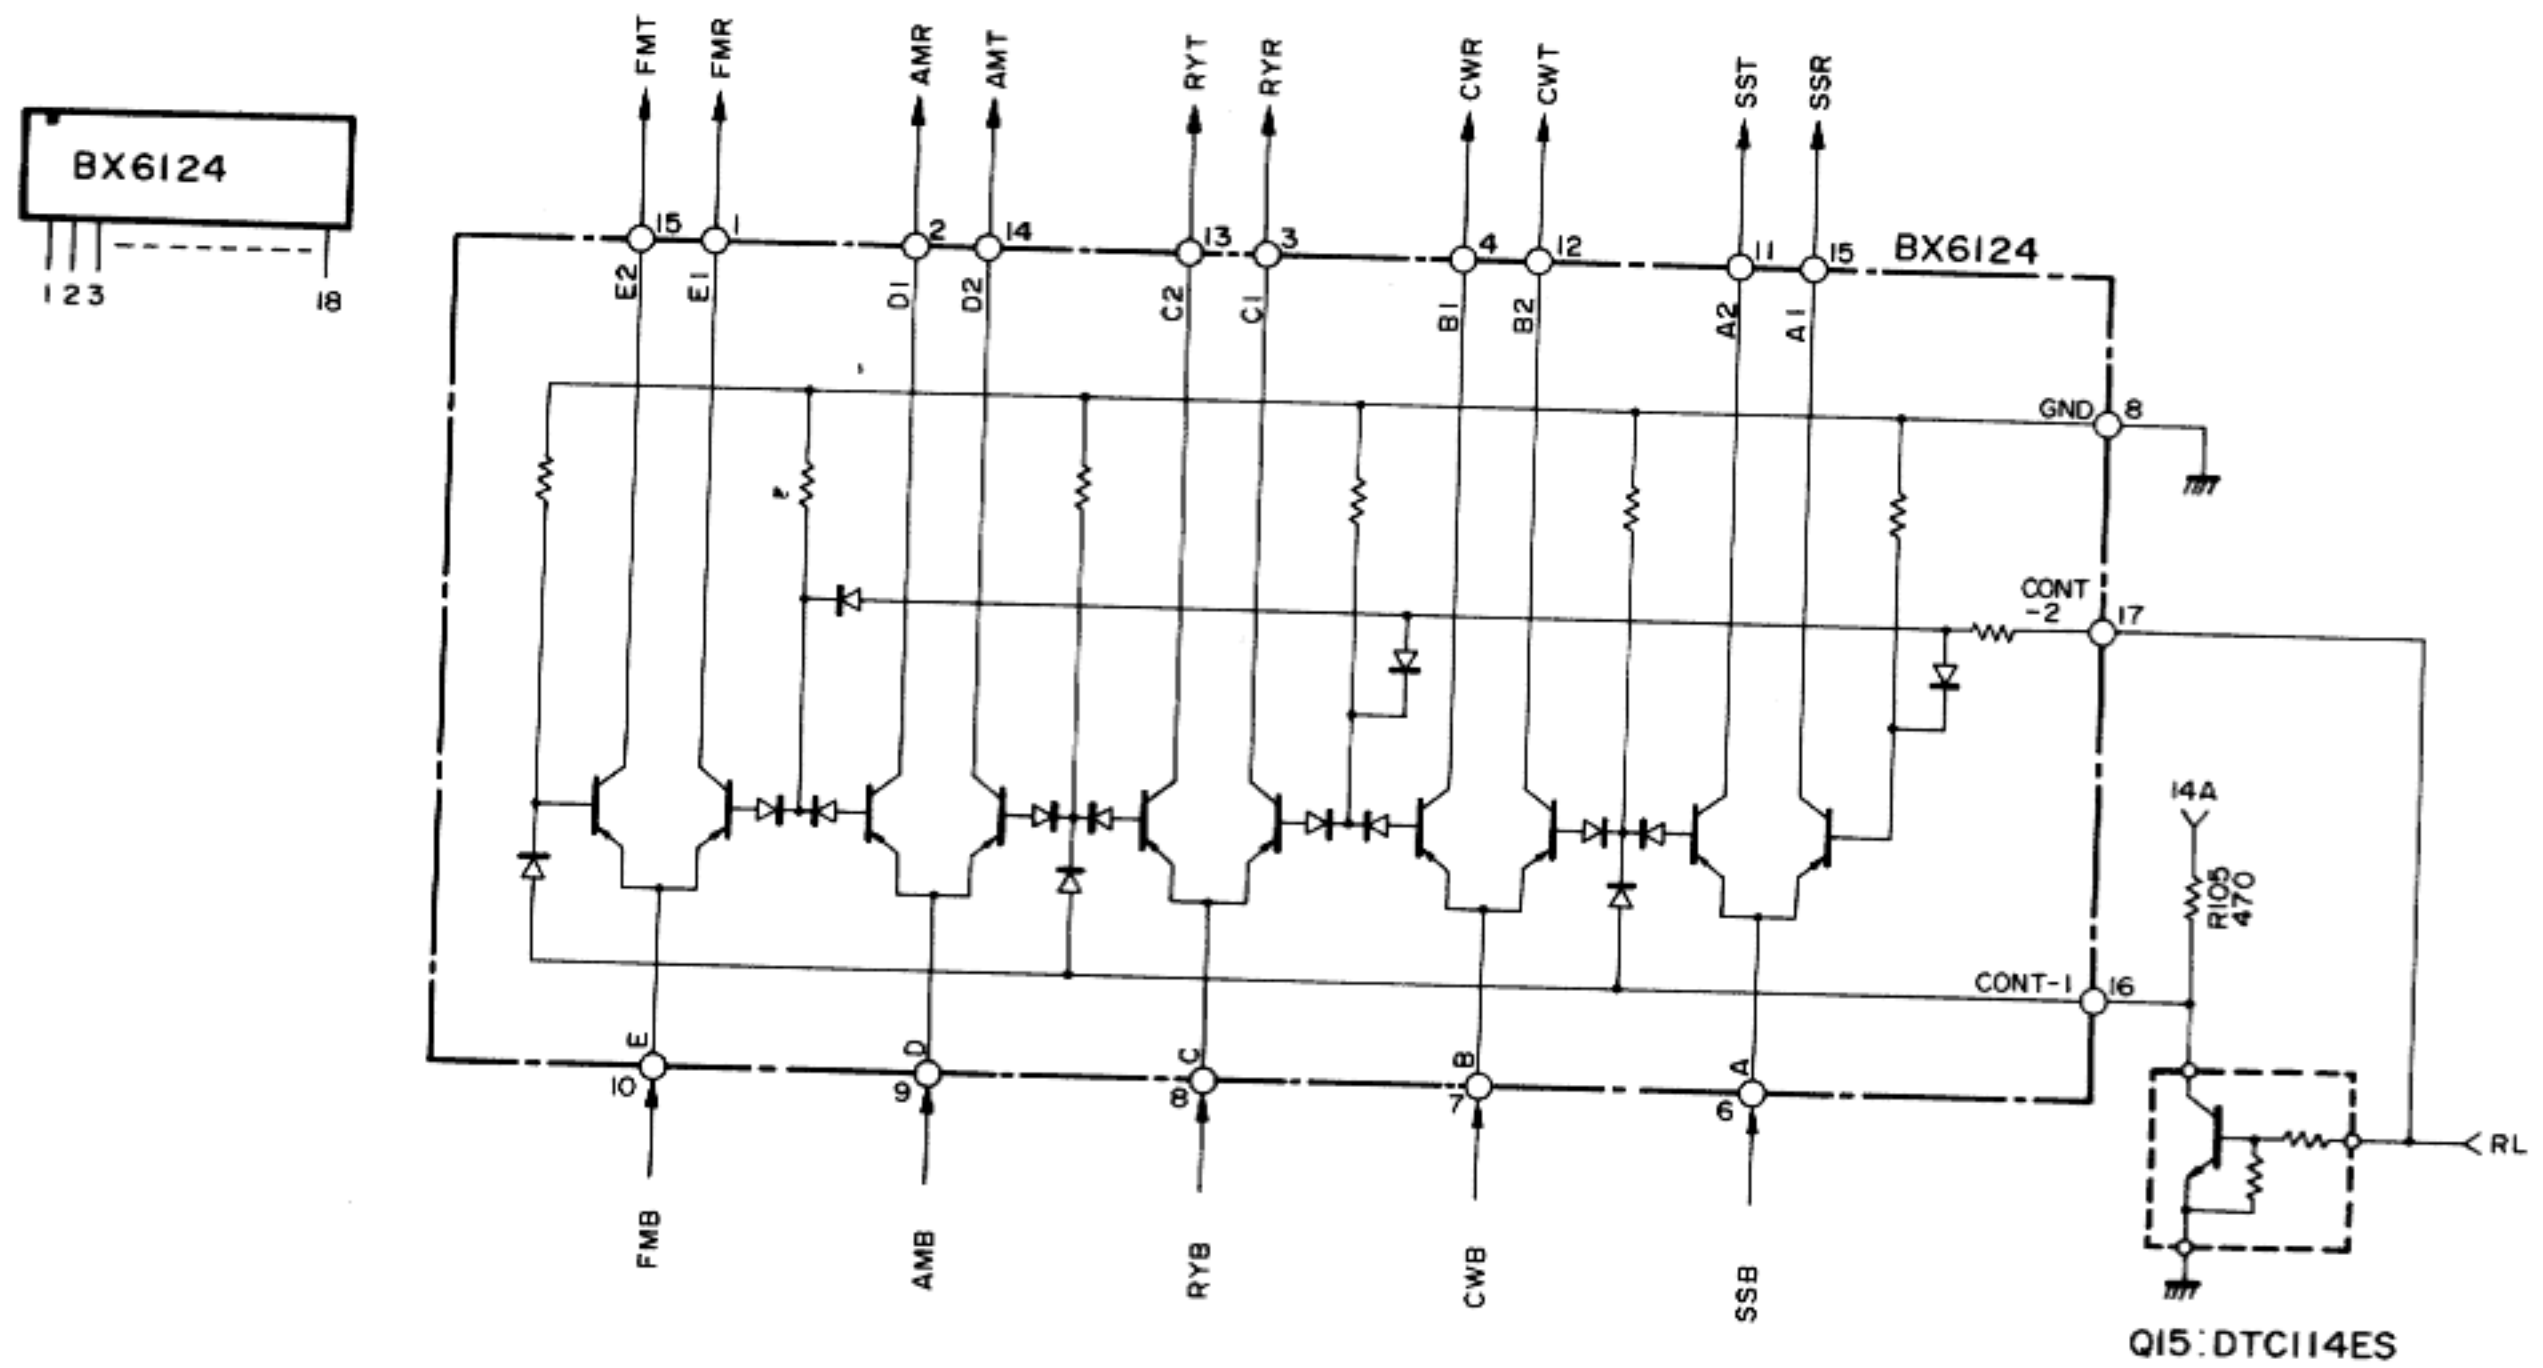 FMT
FMR
AMR
AMT
RYT
RYR
CWR
CWT
SST
SSR
BX6124
1 2 3 18
15
1
2
14
13
3
4
12
11
15
BX6124
E2
E1
D1
D2
C2
C1
B1
B2
A2
A1
GND
8
CONT
-2
17
14A
R105
470
CONT-1
16
E
D
C
B
A
10
9
8
7
6
RL
FMB
AMB
RYB
CWB
SSB
Q15:DTC114ES